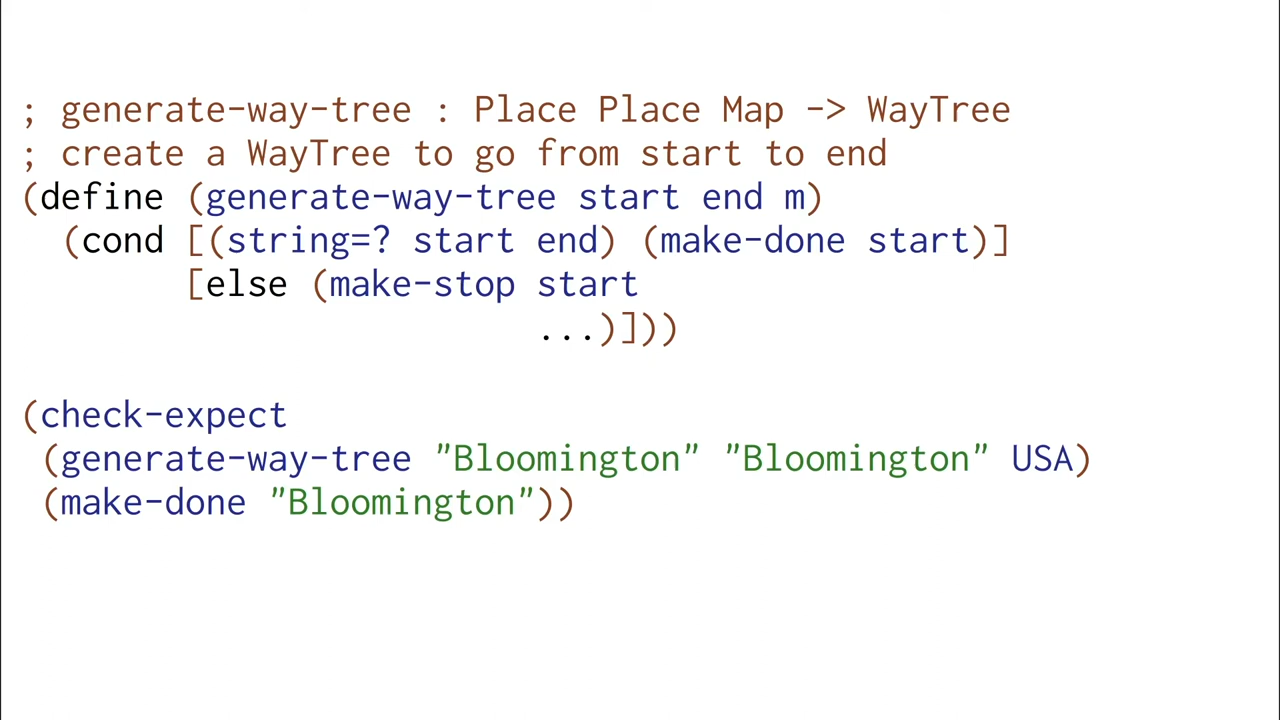 ; generate-way-tree : Place Place Map -> WayTree
; create a WayTree to go from start to end
(define (generate-way-tree start end m)
  (cond [(string=? start end) (make-done start)]
        [else (make-stop start
                         ...)]))
(check-expect
 (generate-way-tree "Bloomington" "Bloomington" USA)
 (make-done "Bloomington"))